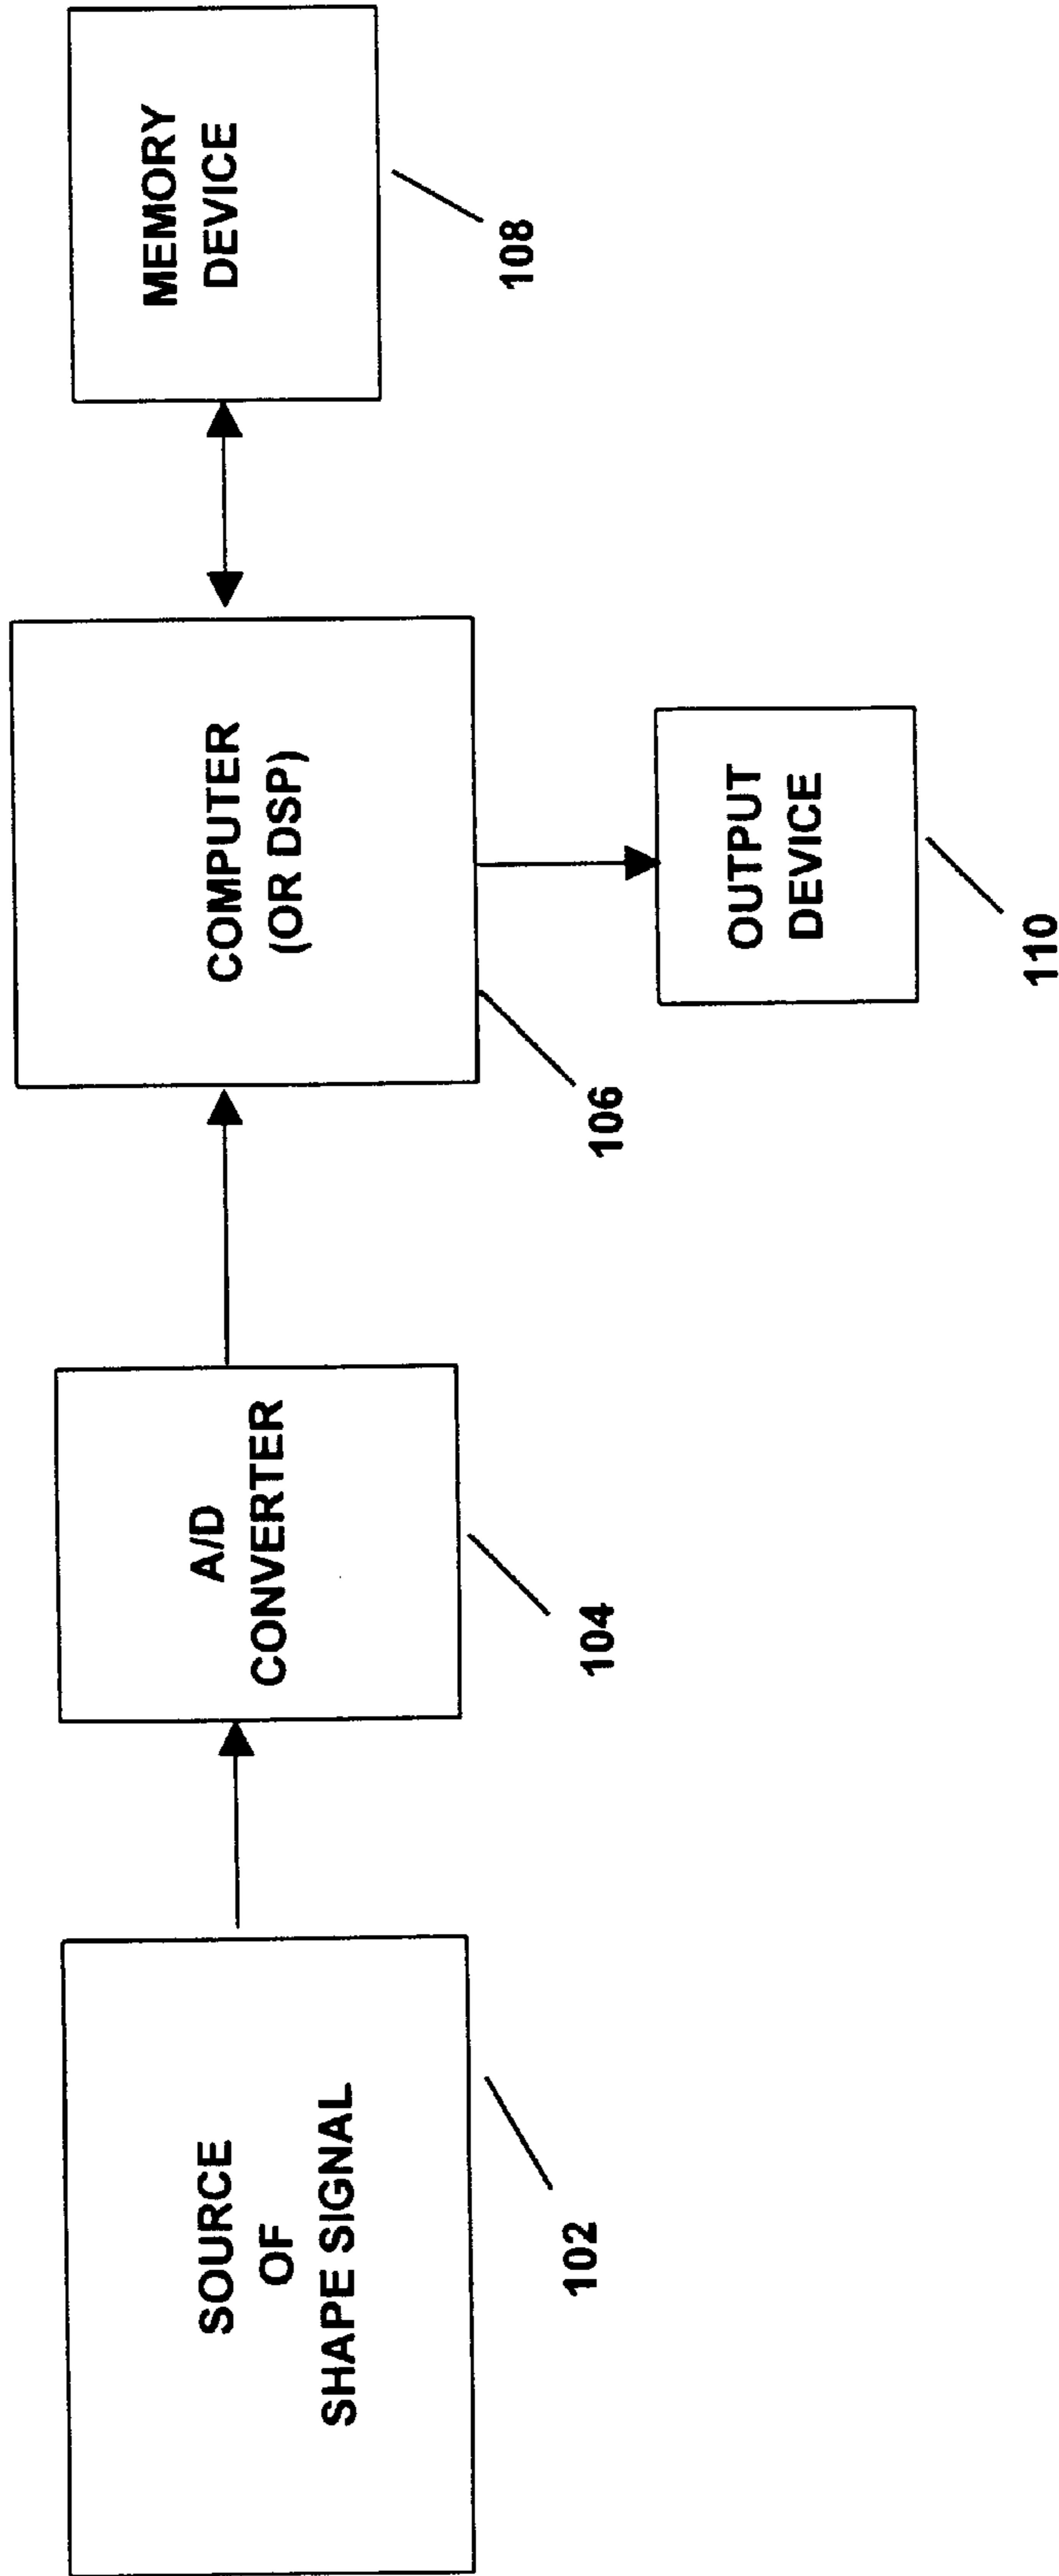 SOURCE
OF
SHAPE SIGNAL
102
A/D
CONVERTER
104
COMPUTER
(OR DSP)
106
MEMORY
DEVICE
108
OUTPUT
DEVICE
110